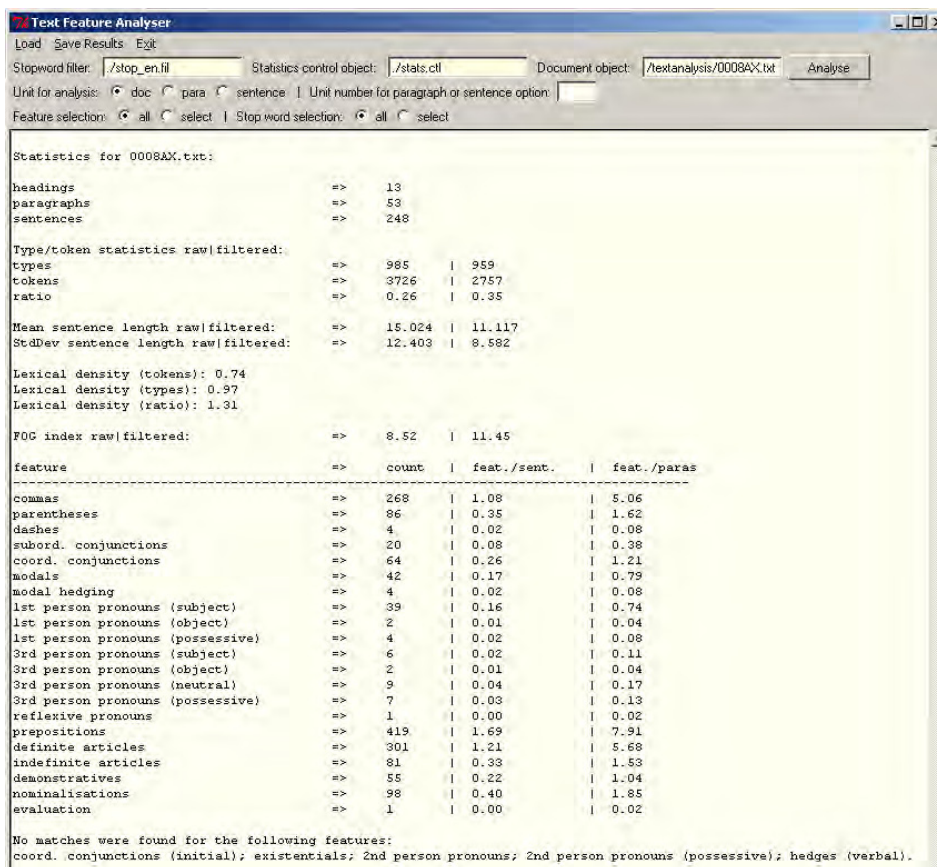 Text Feature Analyser
Load Save Results Exit
Stopword filter: ./stop_en.fil Statistics control object: ./stats.ctl Document object: /textanalysis/0008AX.txt Analyse
Unit for analysis: doc para sentence | Unit number for paragraph or sentence option:
Feature selection: all select | Stop word selection: all select
Statistics for 0008AX.txt:
headings => 13
paragraphs => 53
sentences => 248
Type/token statistics raw|filtered:
types => 985 | 959
tokens => 3726 | 2757
ratio => 0.26 | 0.35
Mean sentence length raw|filtered: => 15.024 | 11.117
StdDev sentence length raw|filtered: => 12.403 | 8.582
Lexical density (tokens): 0.74
Lexical density (types): 0.97
Lexical density (ratio): 1.31
FOG index raw|filtered: => 8.52 | 11.45
feature => count | feat./sent. | feat./paras
commas => 268 | 1.08 | 5.06
parentheses => 86 | 0.35 | 1.62
dashes => 4 | 0.02 | 0.08
subord. conjunctions => 20 | 0.08 | 0.38
coord. conjunctions => 64 | 0.26 | 1.21
modals => 42 | 0.17 | 0.79
modal hedging => 4 | 0.02 | 0.08
1st person pronouns (subject) => 39 | 0.16 | 0.74
1st person pronouns (object) => 2 | 0.01 | 0.04
1st person pronouns (possessive) => 4 | 0.02 | 0.08
3rd person pronouns (subject) => 6 | 0.02 | 0.11
3rd person pronouns (object) => 2 | 0.01 | 0.04
3rd person pronouns (neutral) => 9 | 0.04 | 0.17
3rd person pronouns (possessive) => 7 | 0.03 | 0.13
reflexive pronouns => 1 | 0.00 | 0.02
prepositions => 419 | 1.69 | 7.91
definite articles => 301 | 1.21 | 5.68
indefinite articles => 81 | 0.33 | 1.53
demonstratives => 55 | 0.22 | 1.04
nominalisations => 98 | 0.40 | 1.85
evaluation => 1 | 0.00 | 0.02
No matches were found for the following features:
coord. conjunctions (initial); existentials; 2nd person pronouns; 2nd person pronouns (possessive); hedges (verbal).